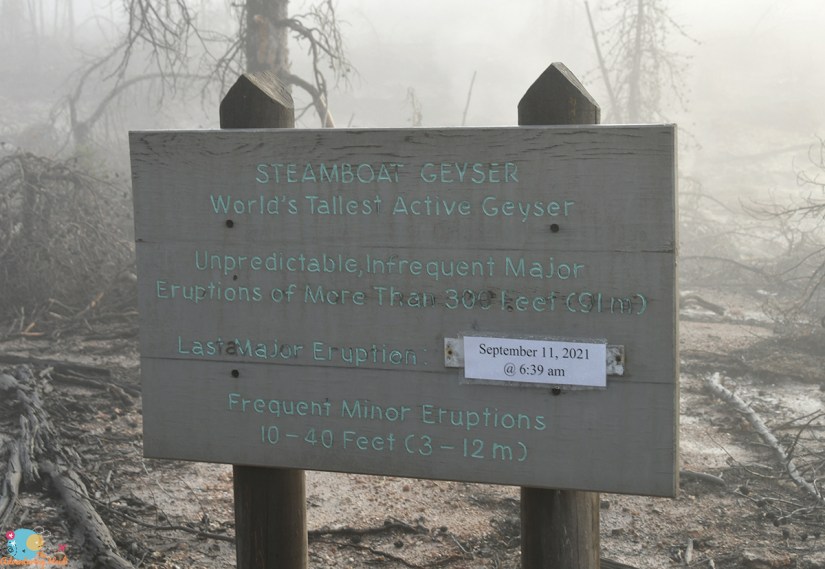 STEAMBOAT GEYSER
World's Tallest Active Geyser
Unpredictable, Infrequent Major
Eruptions of More Than 300 Feet (91 m)
Last Major Eruption:
September 11, 2021
@ 6:39 am
Frequent Minor Eruptions
10 - 40 Feet (3 - 12 m)